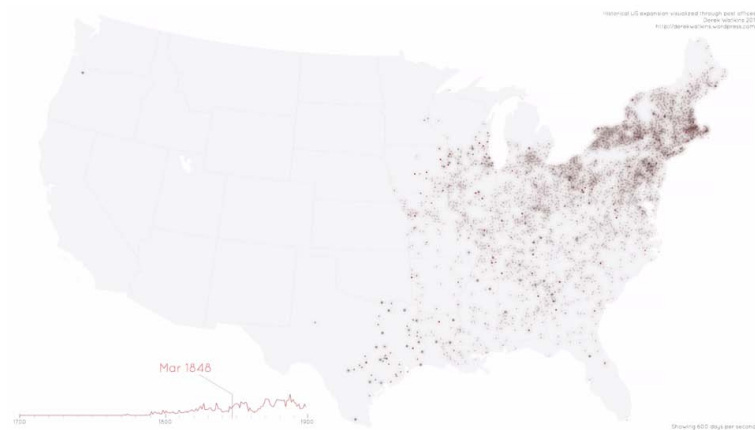 Historical US expansion visualized through post offices
Derek Watkins 201
http://derekwatkins.wordpress.com
Mar 1848
1700
1800
1900
Showing 600 days per second